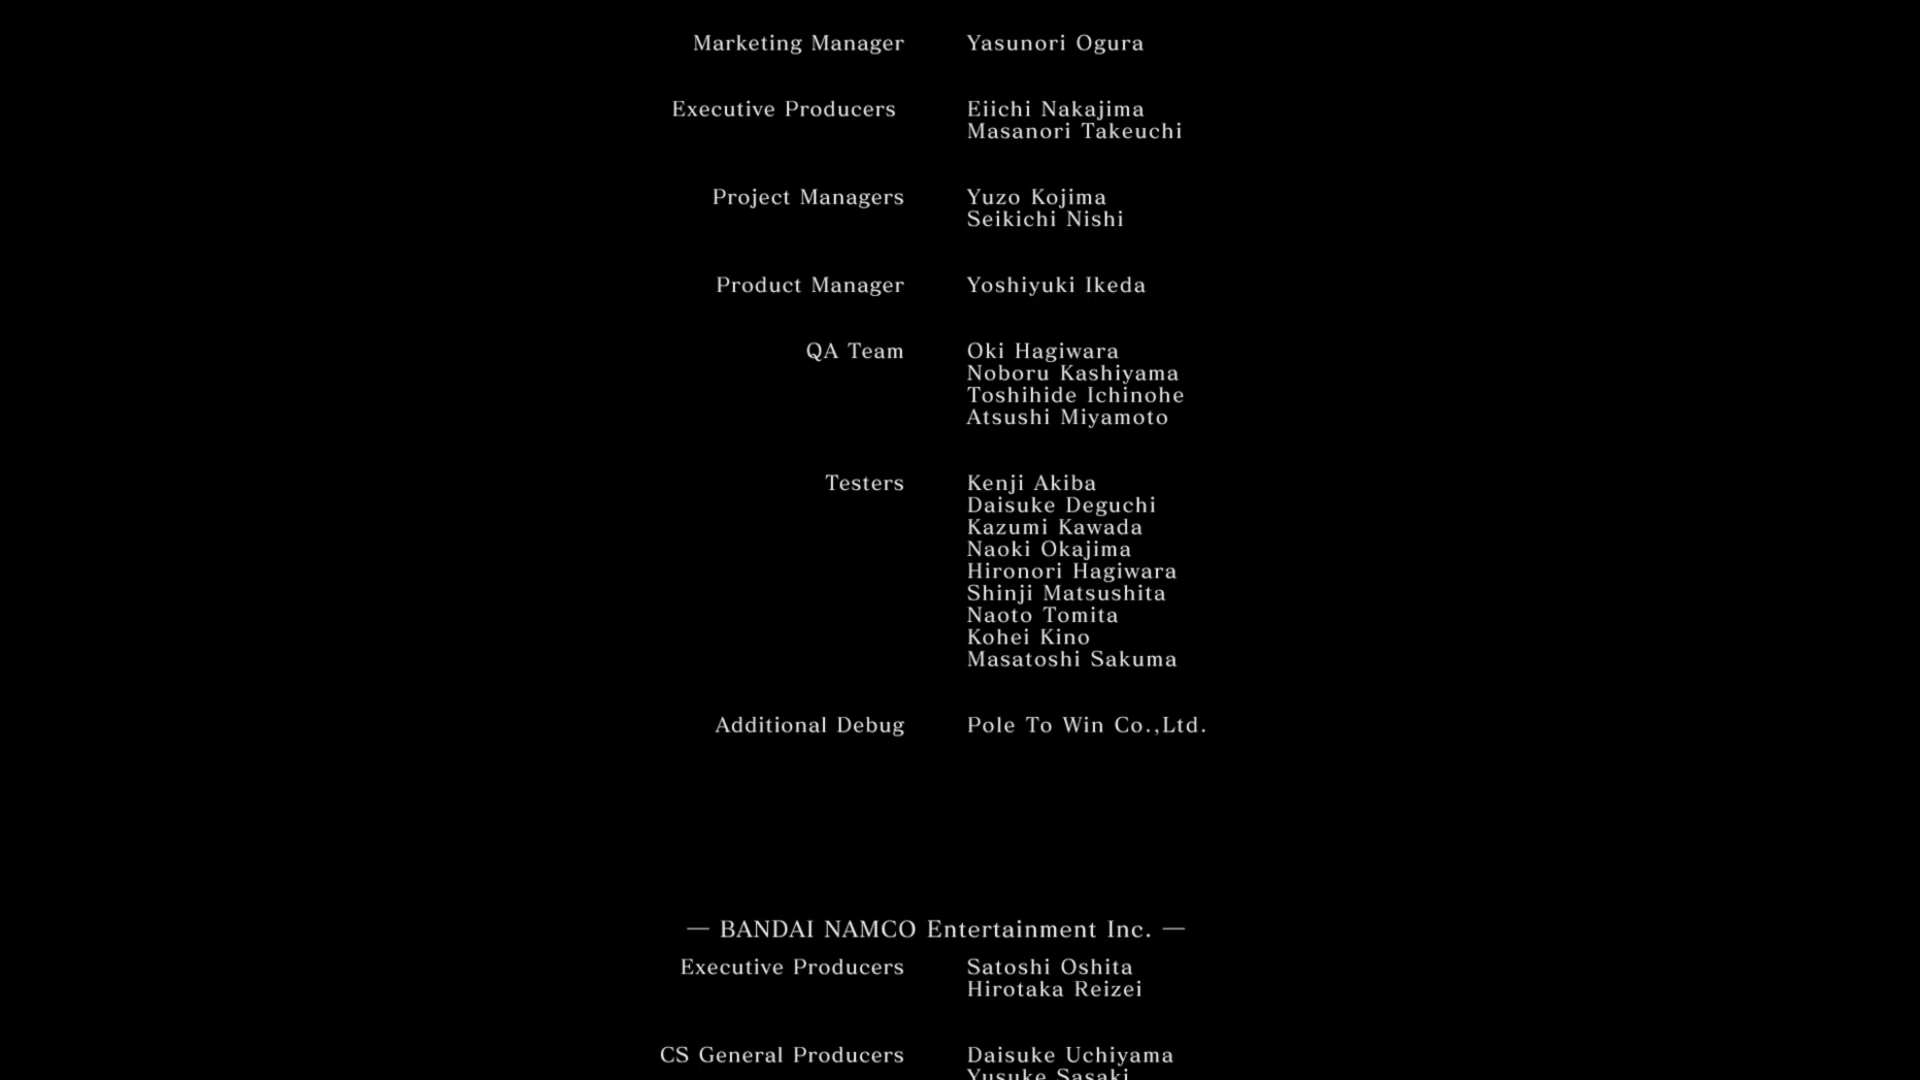 Marketing Manager Yasunori Ogura
Executive Producers Eiichi Nakajima
Masanori Takeuchi
Project Managers Yuzo Kojima
Seikichi Nishi
Product Manager Yoshiyuki Ikeda
QA Team Oki Hagiwara
Noboru Kashiyama
Toshihide Ichinohe
Atsushi Miyamoto
Testers Kenji Akiba
Daisuke Deguchi
Kazumi Kawada
Naoki Okajima
Hironori Hagiwara
Shinji Matsushita
Naoto Tomita
Kohei Kino
Masatoshi Sakuma
Additional Debug Pole To Win Co.,Ltd.
— BANDAI NAMCO Entertainment Inc. —
Executive Producers Satoshi Oshita
Hirotaka Reizei
CS General Producers Daisuke Uchiyama
Yusuke Sasaki